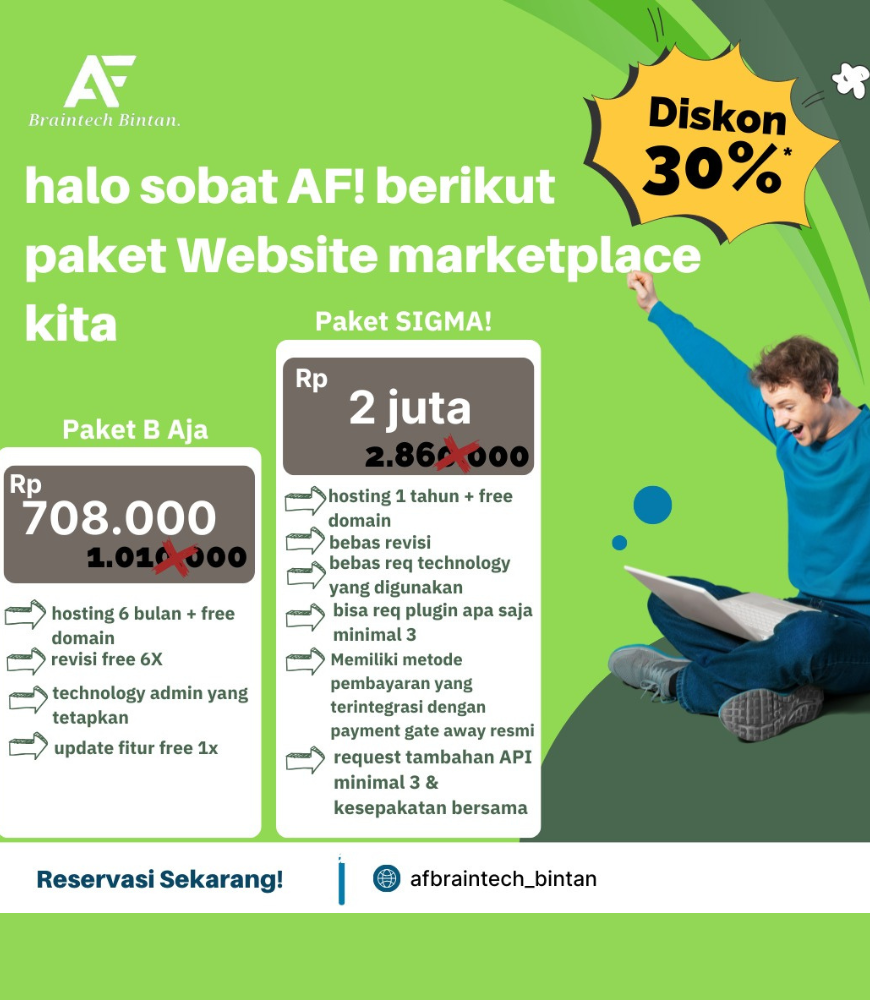 AF
Braintech Bintan.
Diskon
30%*
halo sobat AF! berikut
paket Website marketplace
kita
Paket B Aja
Rp
708.000
1.010.000
hosting 6 bulan + free
domain
revisi free 6X
technology admin yang
tetapkan
update fitur free 1x
Paket SIGMA!
Rp
2 juta
2.860.000
hosting 1 tahun + free
domain
bebas revisi
bebas req technology
yang digunakan
bisa req plugin apa saja
minimal 3
Memiliki metode
pembayaran yang
terintegrasi dengan
payment gate away resmi
request tambahan API
minimal 3 &
kesepakatan bersama
Reservasi Sekarang!
afbraintech_bintan